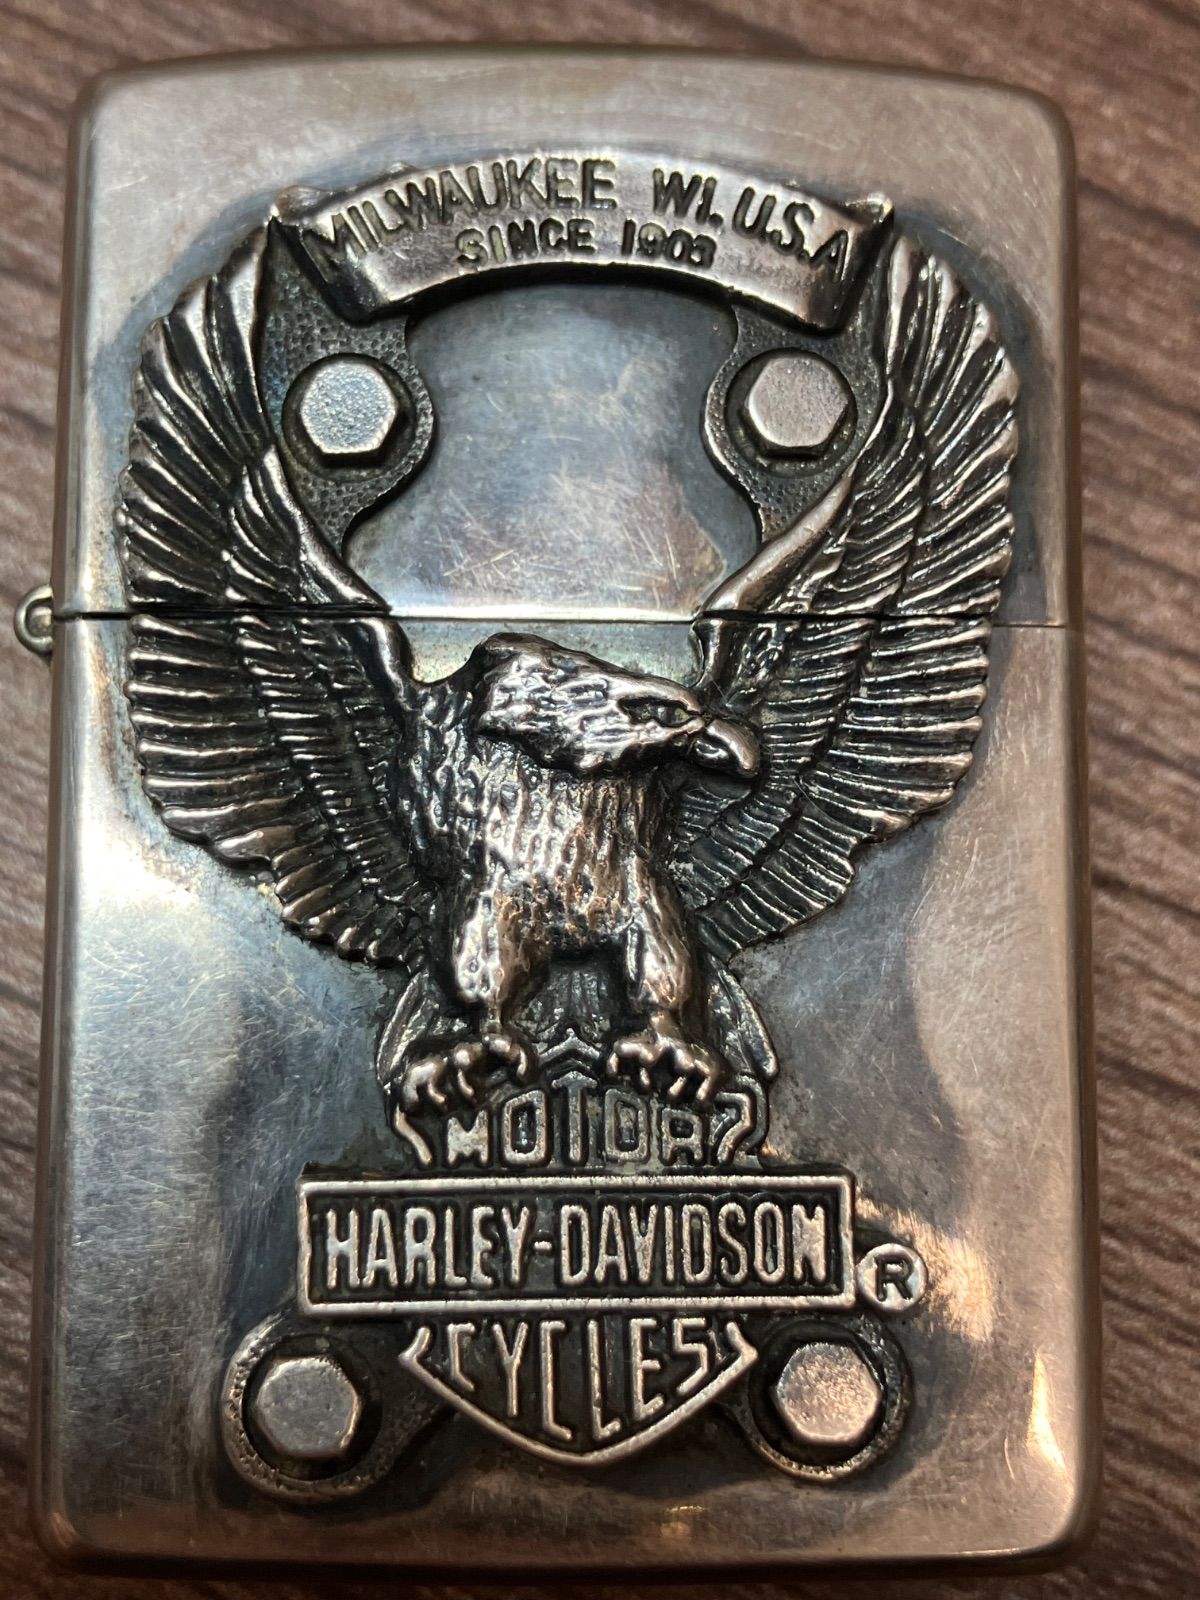 MILWAUKEE WI. U.S.A
SINCE 1903
MOTOR
HARLEY-DAVIDSON ®
CYCLES